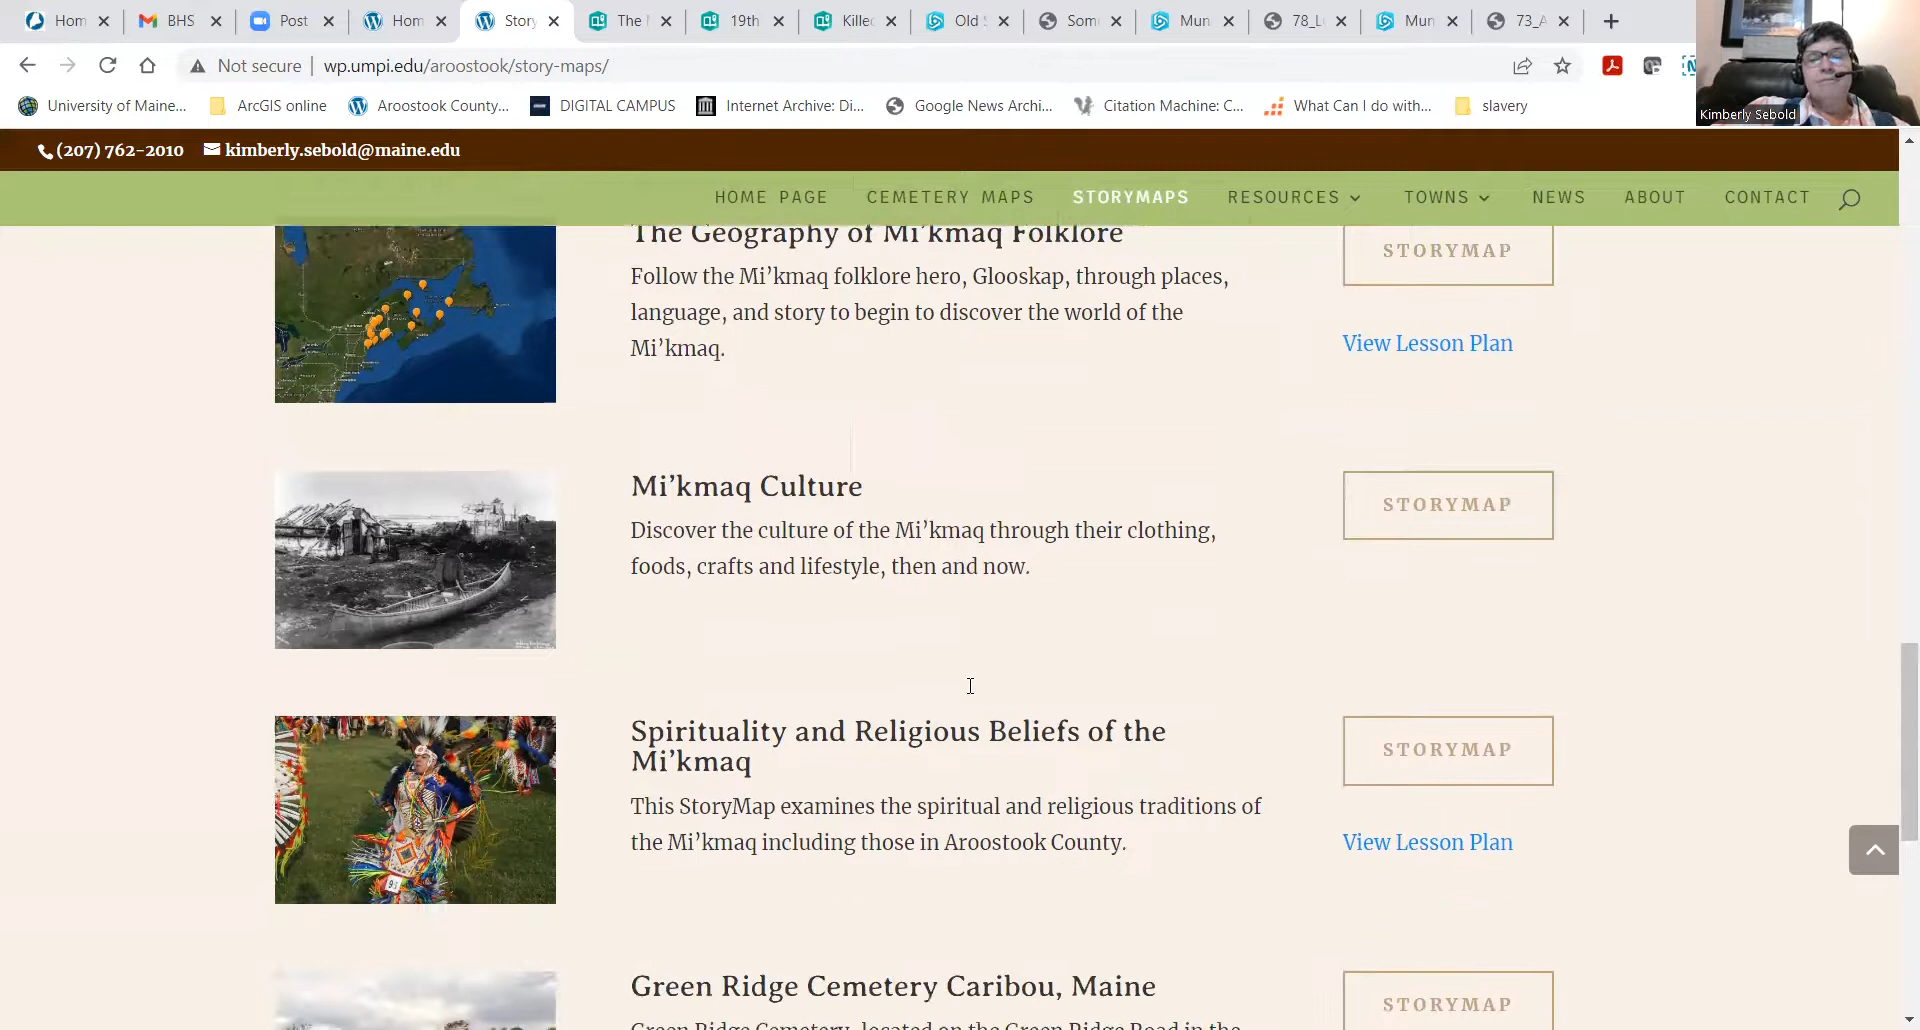 Hom
BHS
Post
Hom
Story
The
19th
Killed
Old
Som
Mun
78_L
Mun
73_A
Not secure
wp.umpi.edu/aroostook/story-maps/
University of Maine...
ArcGIS online
Aroostook County...
DIGITAL CAMPUS
Internet Archive: Di...
Google News Archi...
Citation Machine: C...
What Can I do with...
slavery
Kimberly Sebold
(207) 762-2010
kimberly.sebold@maine.edu
HOME PAGE
CEMETERY MAPS
STORYMAPS
RESOURCES
TOWNS
NEWS
ABOUT
CONTACT
The Geography of Mi’kmaq Folklore
Follow the Mi’kmaq folklore hero, Glooskap, through places,
language, and story to begin to discover the world of the
Mi’kmaq.
STORYMAP
View Lesson Plan
Mi’kmaq Culture
Discover the culture of the Mi’kmaq through their clothing,
foods, crafts and lifestyle, then and now.
STORYMAP
95
Spirituality and Religious Beliefs of the
Mi’kmaq
This StoryMap examines the spiritual and religious traditions of
the Mi’kmaq including those in Aroostook County.
STORYMAP
View Lesson Plan
Green Ridge Cemetery Caribou, Maine
Green Ridge Cemetery, located on the Green Ridge Road in the
STORYMAP